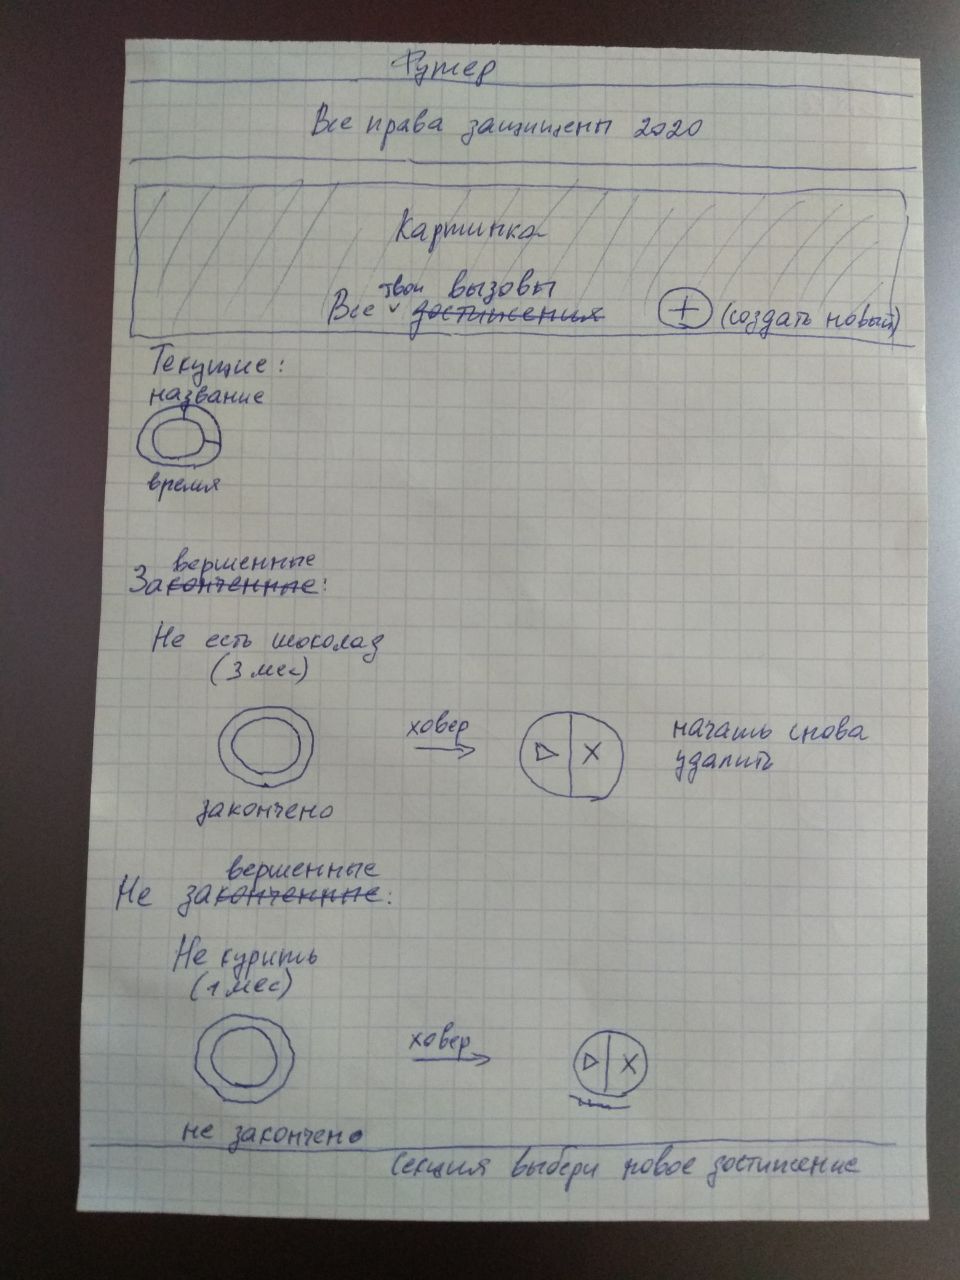 Футер
Все права защищены 2020
Картинка
твои вызовы
Все достижения + (создать новый)
Текущие:
название
время
вершенные
Законченные:
Не есть шоколад
(3 мес)
ховер
начать снова
X
удалить
закончено
вершенные
Не законченные:
Не курить
(1 мес)
ховер
X
не закончено
Секция выбери новое достижение